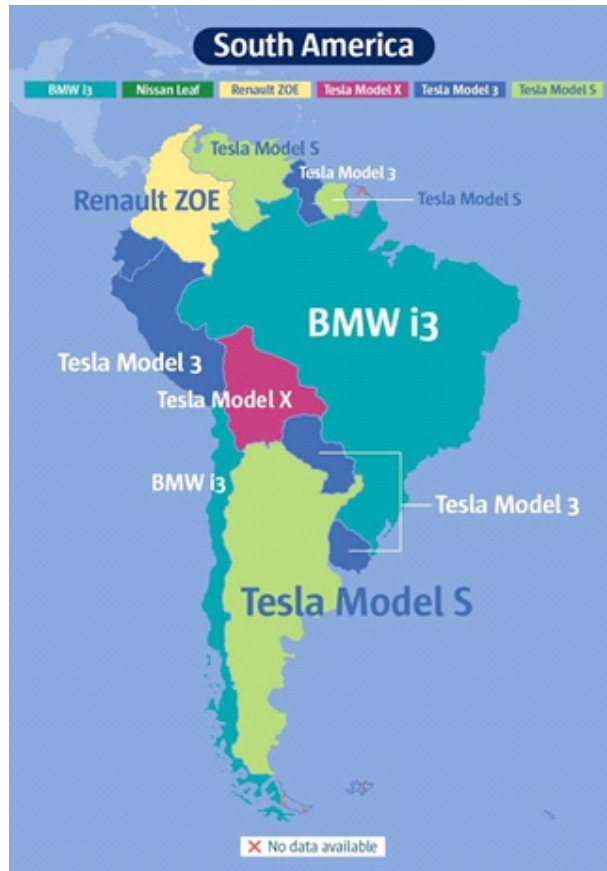 South America
BMW i3
Nissan Leaf
Renault ZOE
Tesla Model X
Tesla Model 3
Tesla Model S
Tesla Model S
Tesla Model 3
Renault ZOE
Tesla Model S
BMW i3
Tesla Model 3
Tesla Model X
BMW i3
Tesla Model 3
Tesla Model S
No data available